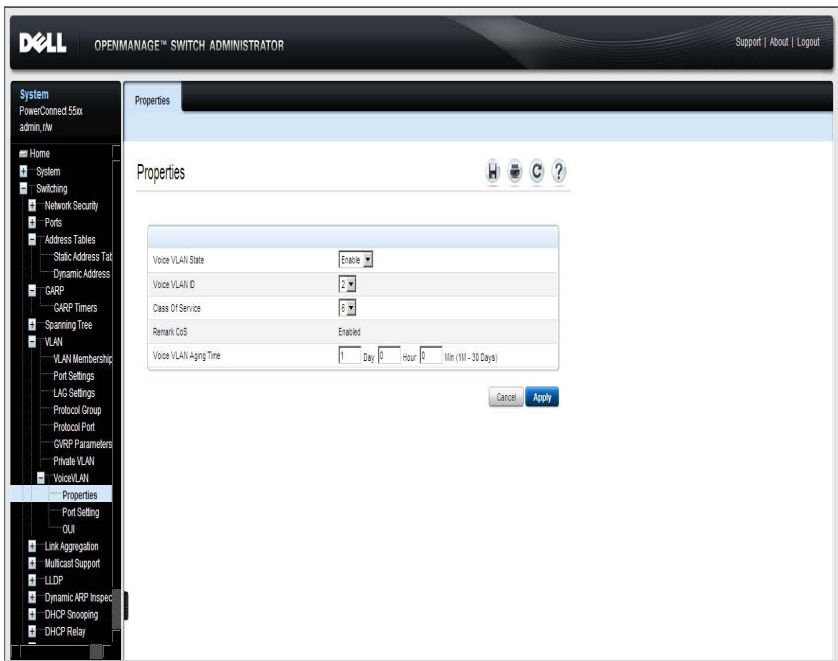 DELL
OPENMANAGE™ SWITCH ADMINISTRATOR
Support | About | Logout
System
PowerConnect 55xx
admin, r/w
Home
System
Switching
Network Security
Ports
Address Tables
Static Address Tab
Dynamic Address
GARP
GARP Timers
Spanning Tree
VLAN
VLAN Membership
Port Settings
LAG Settings
Protocol Group
Protocol Port
GVRP Parameters
Private VLAN
VoiceVLAN
Properties
Port Setting
OUI
Link Aggregation
Multicast Support
LLDP
Dynamic ARP Inspec
DHCP Snooping
DHCP Relay
Properties
Properties
?
Voice VLAN State Enable
Voice VLAN ID 2
Class Of Service 6
Remark CoS Enabled
Voice VLAN Aging Time 1 Day 0 Hour 0 Min (1M - 30 Days)
Cancel Apply